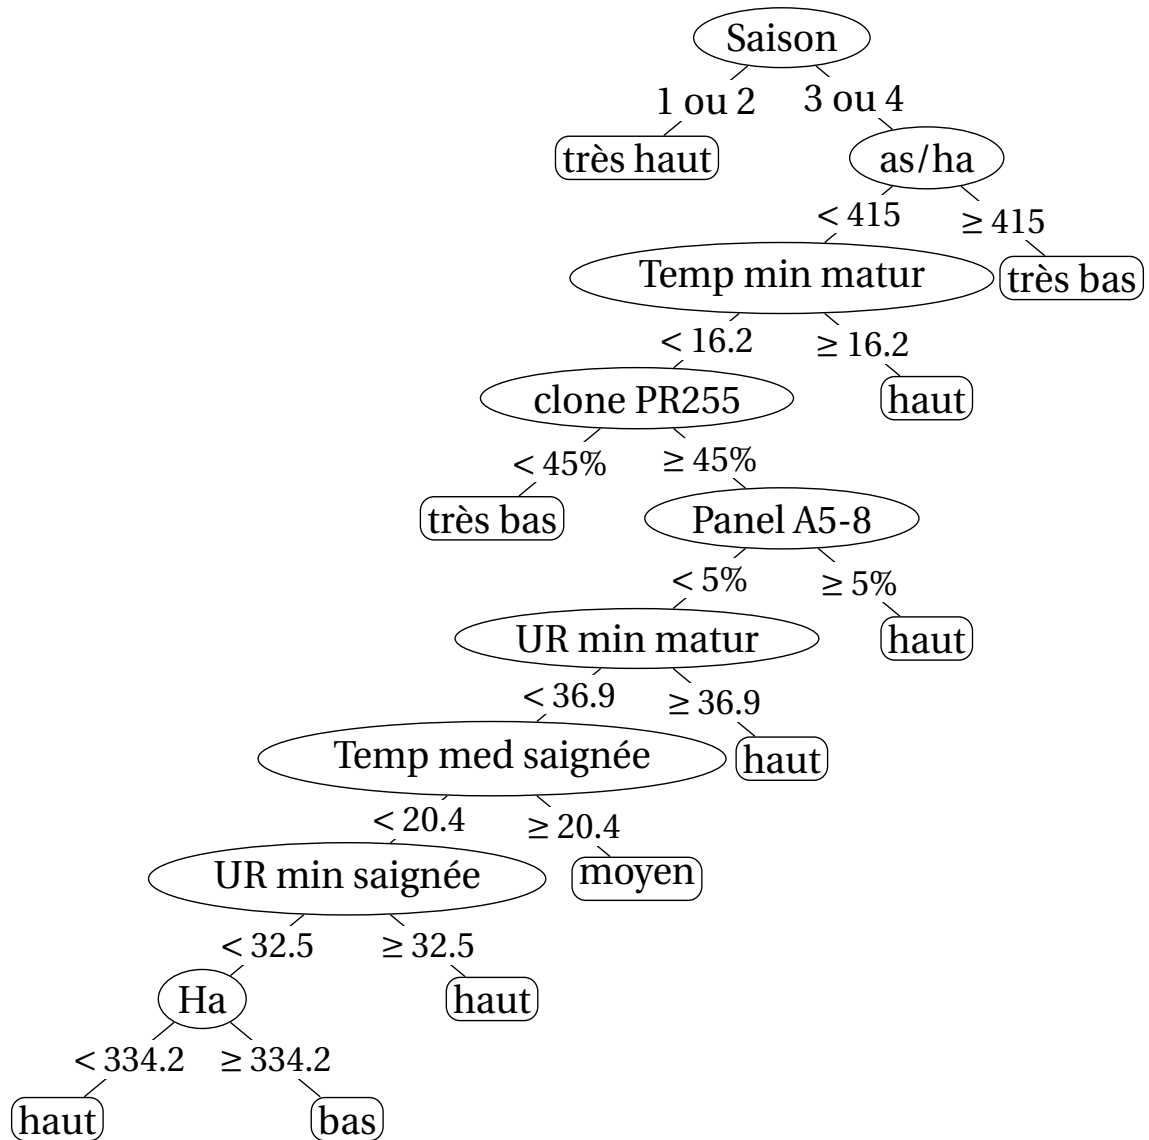 Saison
1 ou 2
3 ou 4
très haut
as/ha
< 415
≥ 415
Temp min matur
très bas
< 16.2
≥ 16.2
clone PR255
haut
< 45%
≥ 45%
très bas
Panel A5-8
< 5%
≥ 5%
UR min matur
haut
< 36.9
≥ 36.9
Temp med saignée
haut
< 20.4
≥ 20.4
UR min saignée
moyen
< 32.5
≥ 32.5
Ha
haut
< 334.2
≥ 334.2
haut
bas